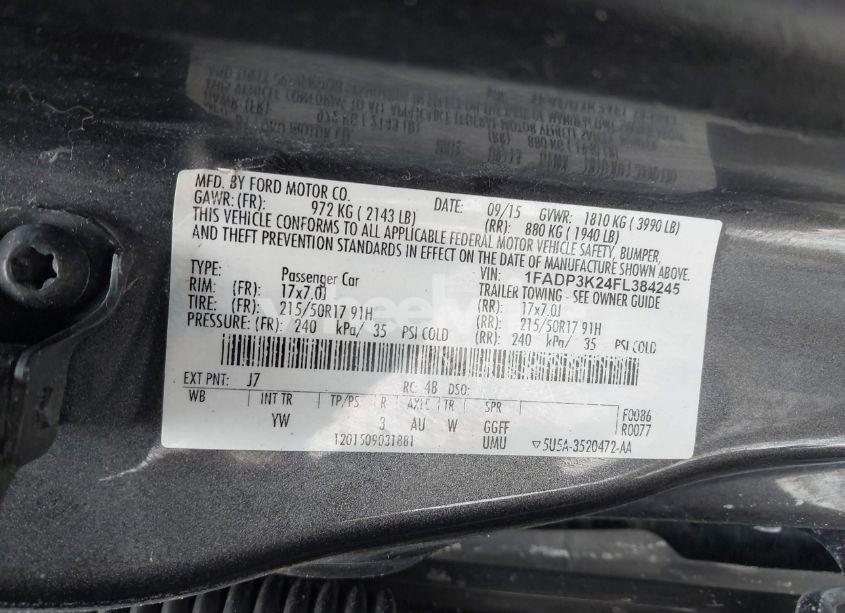 MFD. BY FORD MOTOR CO. DATE: 09/15 GVWR: 1810 KG ( 3990 LB)
GAWR: (FR): 972 KG ( 2143 LB) (RR): 880 KG ( 1940 LB)
THIS VEHICLE CONFORMS TO ALL APPLICABLE FEDERAL MOTOR VEHICLE SAFETY, BUMPER,
AND THEFT PREVENTION STANDARDS IN EFFECT ON THE DATE OF MANUFACTURE SHOWN ABOVE.
VIN: 1FADP3K24FL384245
TYPE: Passenger Car TRAILER TOWING - SEE OWNER GUIDE
RIM: (FR): 17x7.0J (RR): 17x7.0J
TIRE: (FR): 215/50R17 91H (RR): 215/50R17 91H
PRESSURE: (FR): 240 kPa/ 35 PSI COLD (RR): 240 kPa/ 35 PSI COLD
EXT PNT: J7 RC: 48 DSO:
WB INT TR TP/PS R AXLE TR SPR F0086
YW 3 AU W GGFF R0077
1201509031881 UMU ▽5U5A-3520472-AA